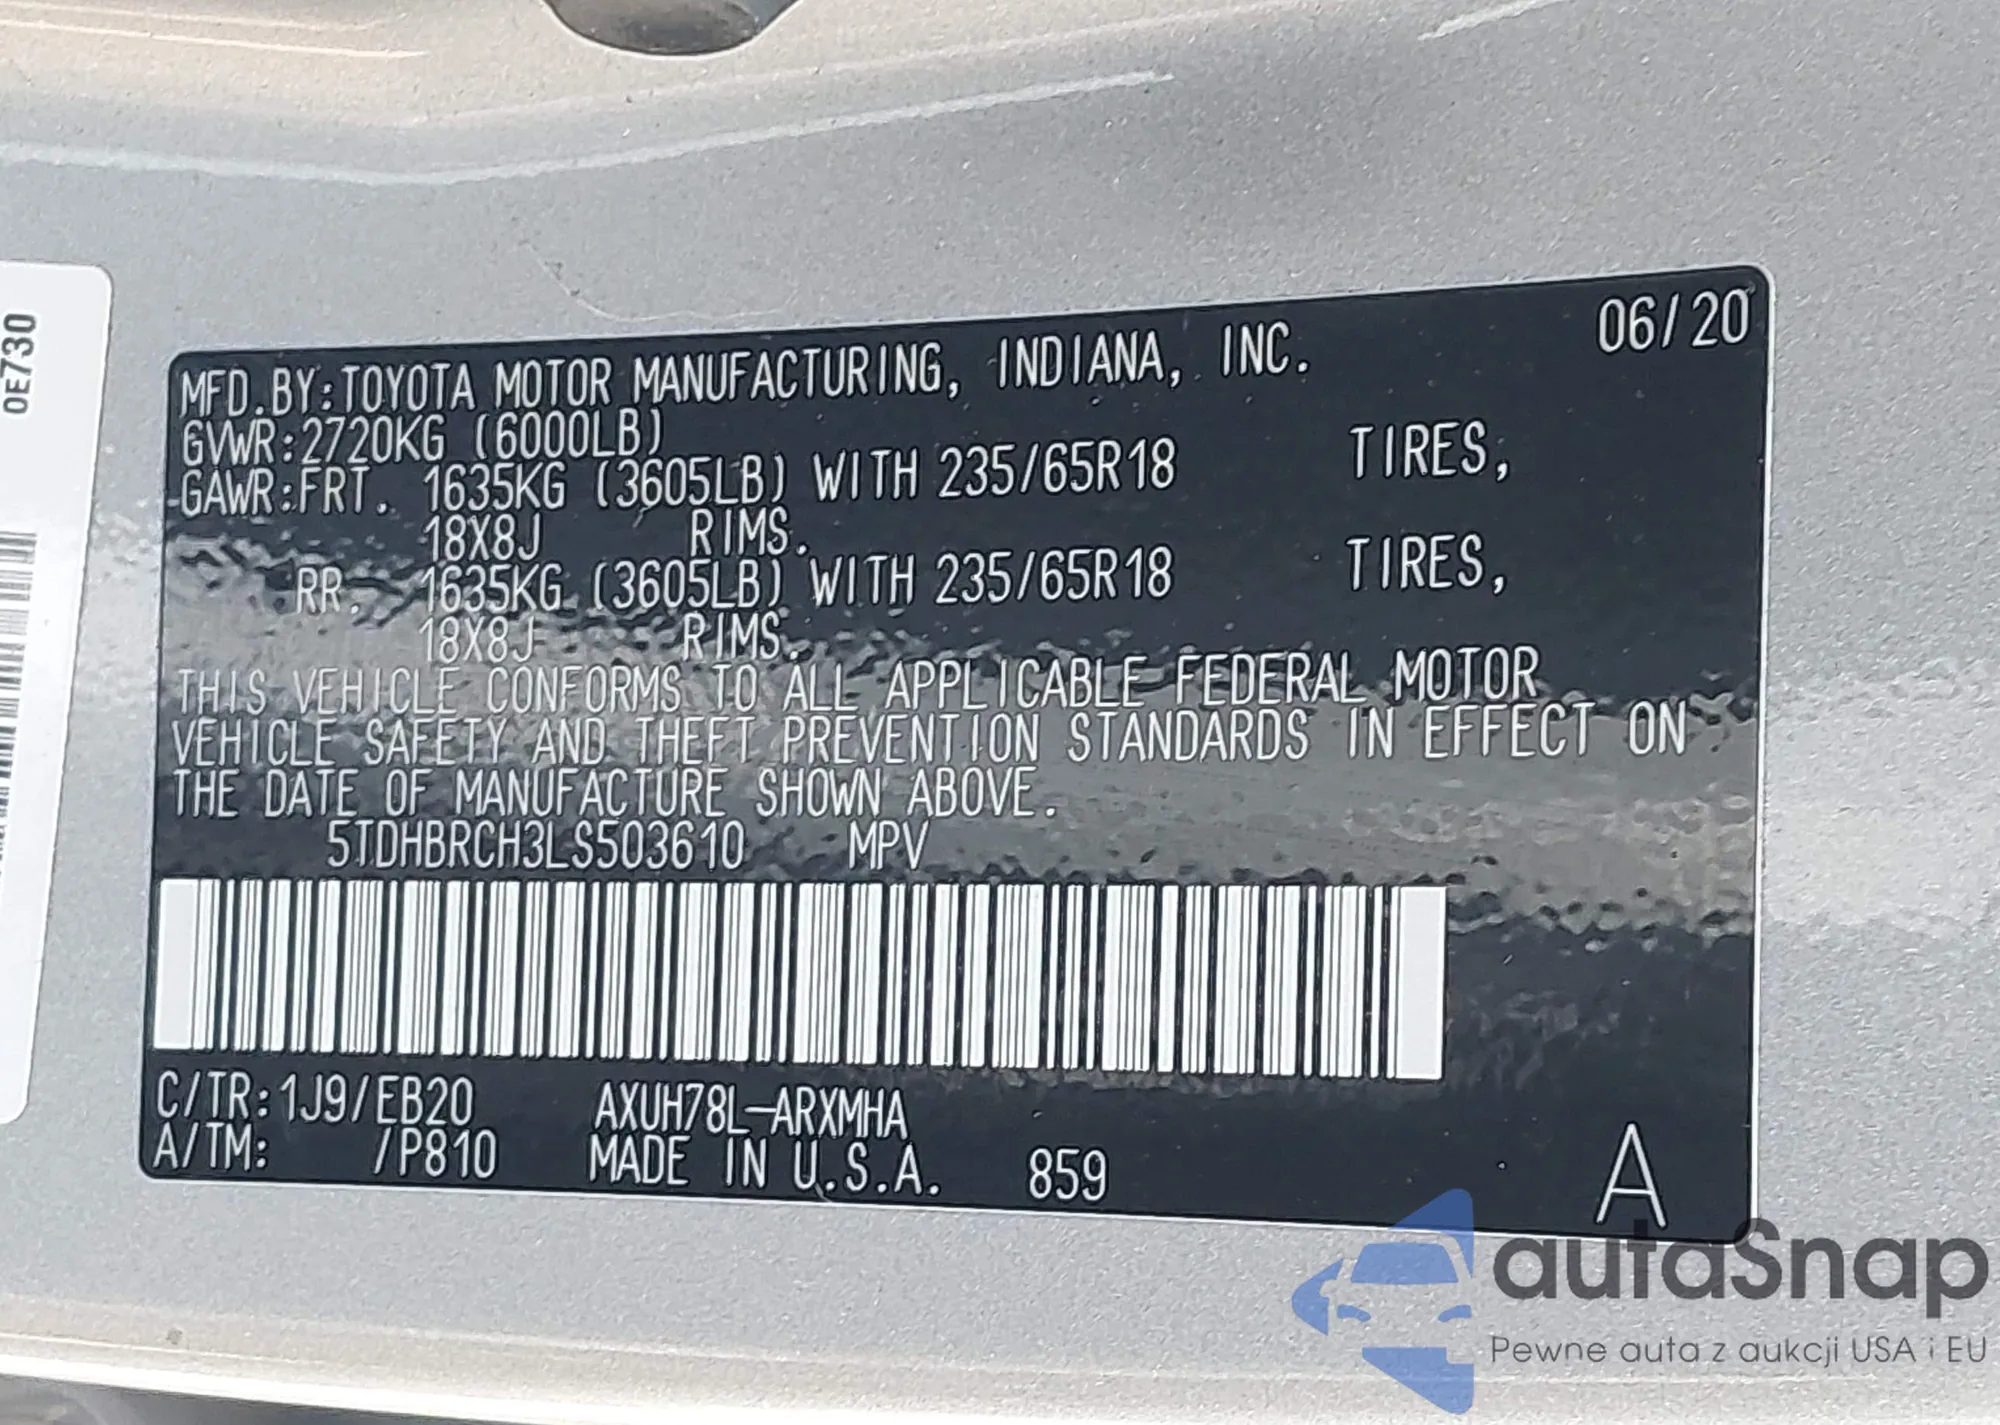 0E730
06/20
MFD.BY:TOYOTA MOTOR MANUFACTURING, INDIANA, INC.
GVWR:2720KG (6000LB)
GAWR:FRT. 1635KG (3605LB) WITH 235/65R18 TIRES,
18X8J RIMS.
RR. 1635KG (3605LB) WITH 235/65R18 TIRES,
18X8J RIMS.
THIS VEHICLE CONFORMS TO ALL APPLICABLE FEDERAL MOTOR
VEHICLE SAFETY AND THEFT PREVENTION STANDARDS IN EFFECT ON
THE DATE OF MANUFACTURE SHOWN ABOVE.
5TDHBRCH3LS503610 MPV
C/TR:1J9/EB20 AXUH78L-ARXMHA
A/TM: /P810 MADE IN U.S.A. 859 A
autaSnap
Pewne auta z aukcji USA i EU